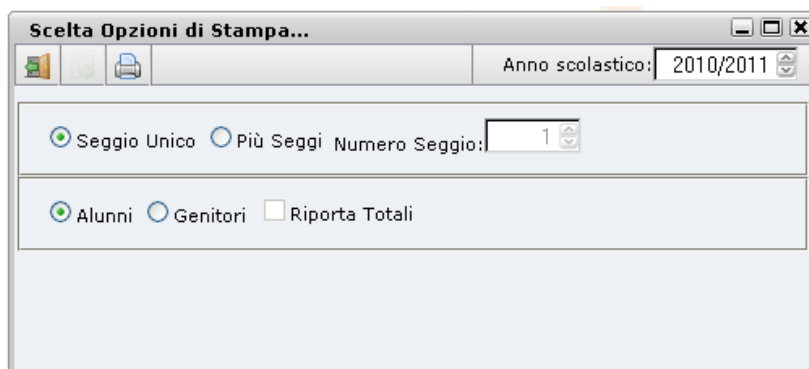 Scelta Opzioni di Stampa...
Anno scolastico: 2010/2011
Seggio Unico Più Seggi Numero Seggio: 1
Alunni Genitori Riporta Totali